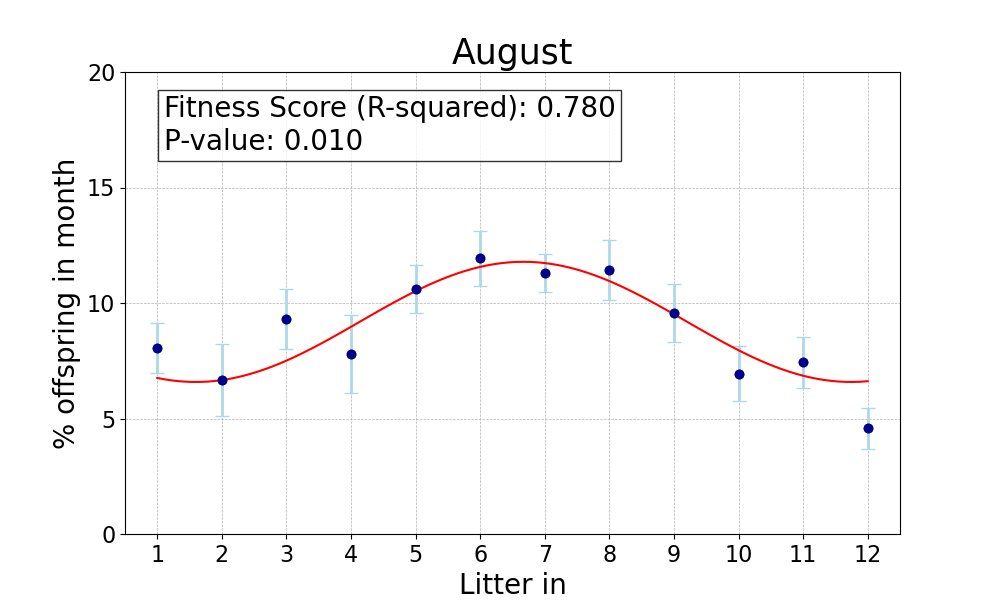 August
Fitness Score (R-squared): 0.780
P-value: 0.010
% offspring in month
20
15
10
5
0
1 2 3 4 5 6 7 8 9 10 11 12
Litter in